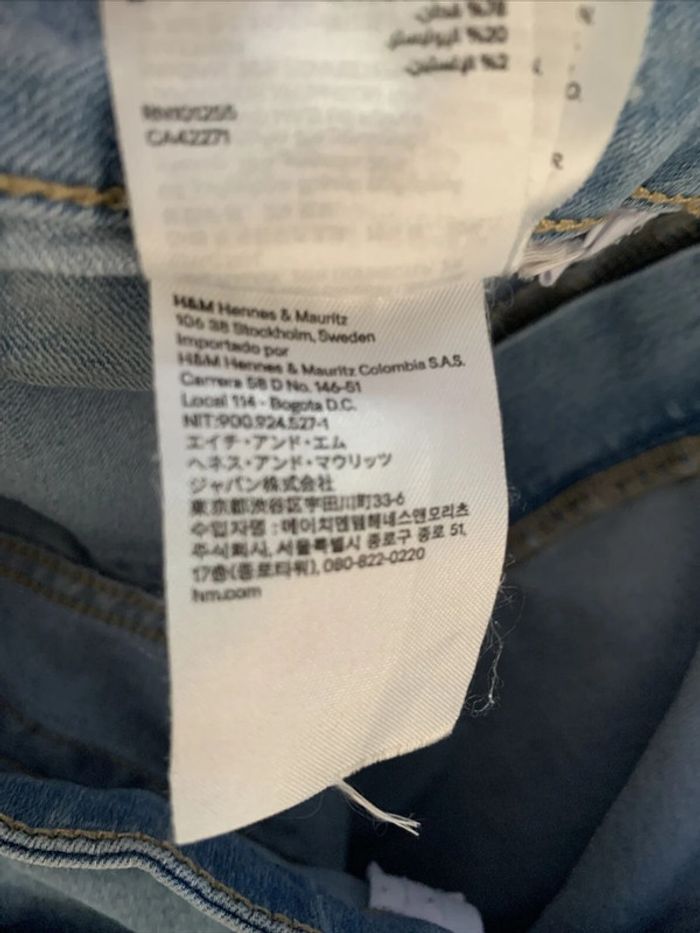 %78 قطن
%20 بوليستر
%2 إيلاستين
RN101255
CA42271
H&M Hennes & Mauritz
106 38 Stockholm, Sweden
Importado por
H&M Hennes & Mauritz Colombia S.A.S.
Carrera 58 D No. 146-51
Local 114 - Bogota D.C.
NIT:900.924.527-1
エイチ・アンド・エム
ヘネス・アンド・マウリッツ
ジャパン株式会社
東京都渋谷区宇田川町33-6
수입자명 : 에이치엔엠헤네스앤모리츠
주식회사, 서울특별시 종로구 종로 51,
17층(종로타워), 080-822-0220
hm.com